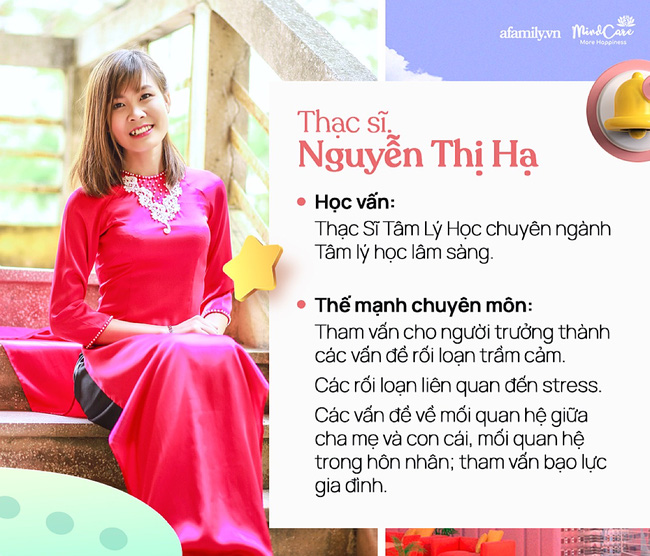 afamily.vn
MindCare
More Happiness
Thạc sĩ.
Nguyễn Thị Hạ
Học vấn:
Thạc Sĩ Tâm Lý Học chuyên ngành
Tâm lý học lâm sàng.
Thế mạnh chuyên môn:
Tham vấn cho người trưởng thành
các vấn đề rối loạn trầm cảm.
Các rối loạn liên quan đến stress.
Các vấn đề về mối quan hệ giữa
cha mẹ và con cái, mối quan hệ
trong hôn nhân; tham vấn bạo lực
gia đình.